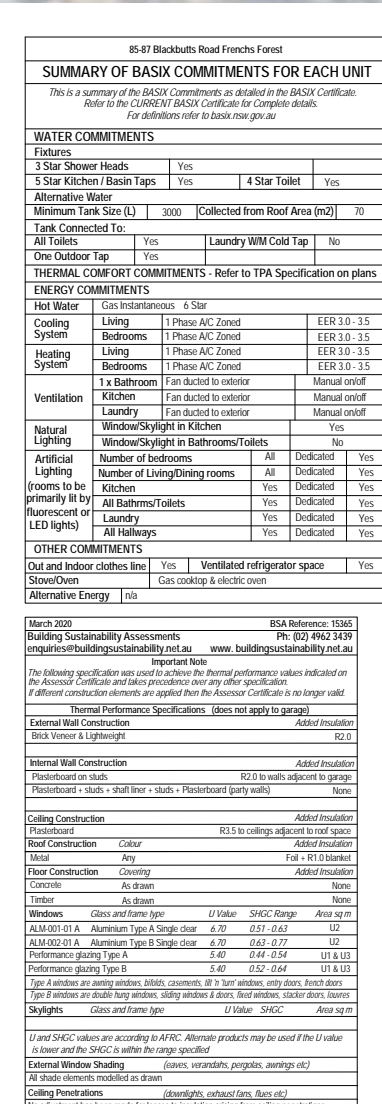 85-87 Blackbutts Road Frenchs Forest
SUMMARY OF BASIX COMMITMENTS FOR EACH UNIT
This is a summary of the BASIX Commitments as detailed in the BASIX Certificate.
Refer to the CURRENT BASIX Certificate for Complete details.
For definitions refer to basix.nsw.gov.au
WATER COMMITMENTS
Fixtures
3 Star Shower Heads Yes
5 Star Kitchen / Basin Taps Yes 4 Star Toilet Yes
Alternative Water
Minimum Tank Size (L) 3000 Collected from Roof Area (m2) 70
Tank Connected To:
All Toilets Yes Laundry W/M Cold Tap No
One Outdoor Tap Yes
THERMAL COMFORT COMMITMENTS - Refer to TPA Specification on plans
ENERGY COMMITMENTS
Hot Water Gas Instantaneous 6 Star
Cooling System Living 1 Phase A/C Zoned EER 3.0 - 3.5
Bedrooms 1 Phase A/C Zoned EER 3.0 - 3.5
Heating System Living 1 Phase A/C Zoned EER 3.0 - 3.5
Bedrooms 1 Phase A/C Zoned EER 3.0 - 3.5
Ventilation 1 x Bathroom Fan ducted to exterior Manual on/off
Kitchen Fan ducted to exterior Manual on/off
Laundry Fan ducted to exterior Manual on/off
Natural Lighting Window/Skylight in Kitchen Yes
Window/Skylight in Bathrooms/Toilets No
Artificial Lighting (rooms to be primarily lit by fluorescent or LED lights) Number of bedrooms All Dedicated Yes
Number of Living/Dining rooms All Dedicated Yes
Kitchen Yes Dedicated Yes
All Bathrms/Toilets Yes Dedicated Yes
Laundry Yes Dedicated Yes
All Hallways Yes Dedicated Yes
OTHER COMMITMENTS
Out and Indoor clothes line Yes Ventilated refrigerator space Yes
Stove/Oven Gas cooktop & electric oven
Alternative Energy n/a
March 2020 BSA Reference: 15365
Building Sustainability Assessments Ph: (02) 4962 3439
enquiries@buildingsustainability.net.au www. buildingsustainability.net.au
Important Note
The following specification was used to achieve the thermal performance values indicated on
the Assessor Certificate and takes precedence over any other specification.
If different construction elements are applied then the Assessor Certificate is no longer valid.
Thermal Performance Specifications (does not apply to garage)
External Wall Construction Added Insulation
Brick Veneer & Lightweight R2.0
Internal Wall Construction Added Insulation
Plasterboard on studs R2.0 to walls adjacent to garage
Plasterboard + studs + shaft liner + studs + Plasterboard (party walls) None
Ceiling Construction Added Insulation
Plasterboard R3.5 to ceilings adjacent to roof space
Roof Construction Colour Added Insulation
Metal Any Foil + R1.0 blanket
Floor Construction Covering Added Insulation
Concrete As drawn None
Timber As drawn None
Windows Glass and frame type U Value SHGC Range Area sq m
ALM-001-01 A Aluminium Type A Single clear 6.70 0.51 - 0.63 U2
ALM-002-01 A Aluminium Type B Single clear 6.70 0.63 - 0.77 U2
Performance glazing Type A 5.40 0.44 - 0.54 U1 & U3
Performance glazing Type B 5.40 0.52 - 0.64 U1 & U3
Type A windows are awning windows, bifolds, casements, tilt 'n 'turn' windows, entry doors, french doors
Type B windows are double hung windows, sliding windows & doors, fixed windows, stacker doors, louvres
Skylights Glass and frame type U Value SHGC Area sq m
U and SHGC values are according to AFRC. Alternate products may be used if the U value
is lower and the SHGC is within the range specified
External Window Shading (eaves, verandahs, pergolas, awnings etc)
All shade elements modelled as drawn
Ceiling Penetrations (downlights, exhaust fans, flues etc)